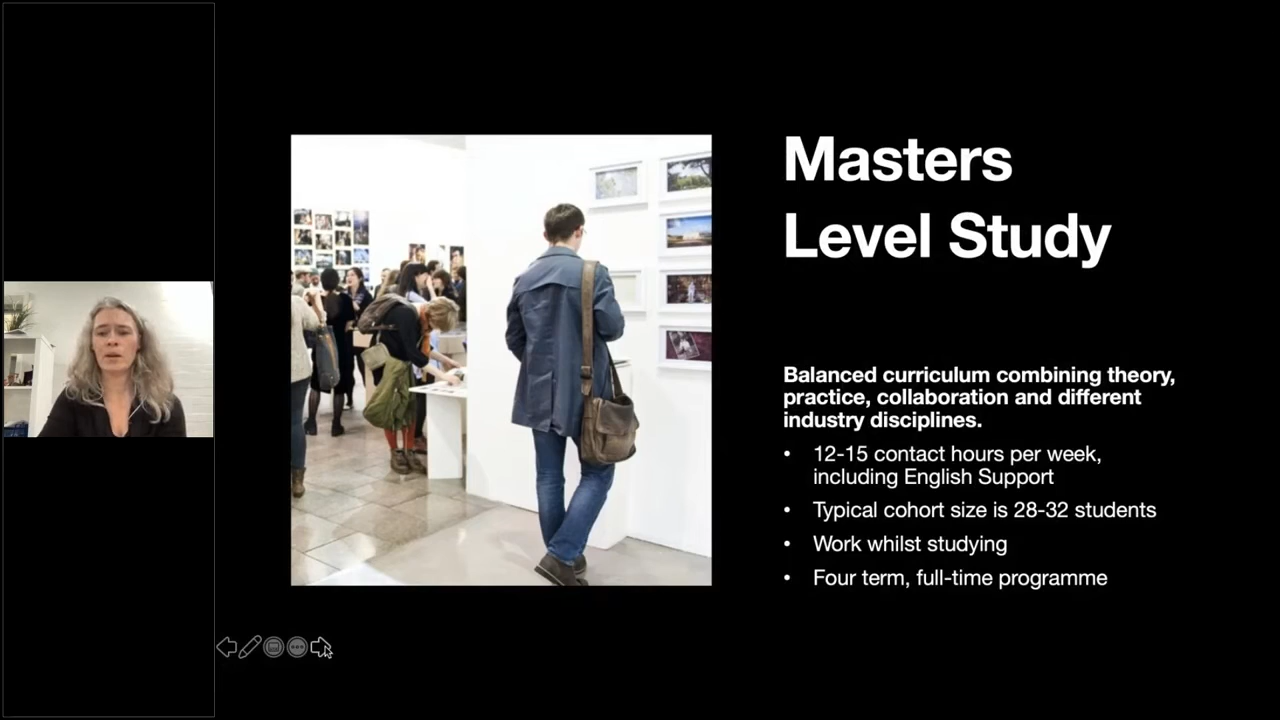 Masters
Level Study
Balanced curriculum combining theory,
practice, collaboration and different
industry disciplines.
• 12-15 contact hours per week,
including English Support
• Typical cohort size is 28-32 students
• Work whilst studying
• Four term, full-time programme